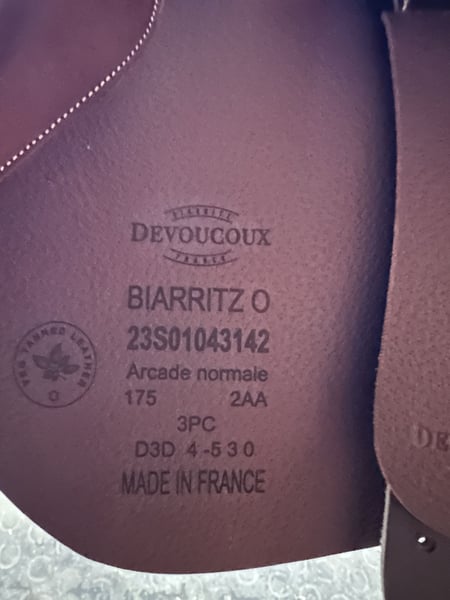 BIARRITZ
DEVOUCOUX
FRANCE
BIARRITZ O
23S01043142
Arcade normale
175 2AA
3PC
D3D 4 -5 3 0
MADE IN FRANCE
VEG TANNED LEATHER
DE